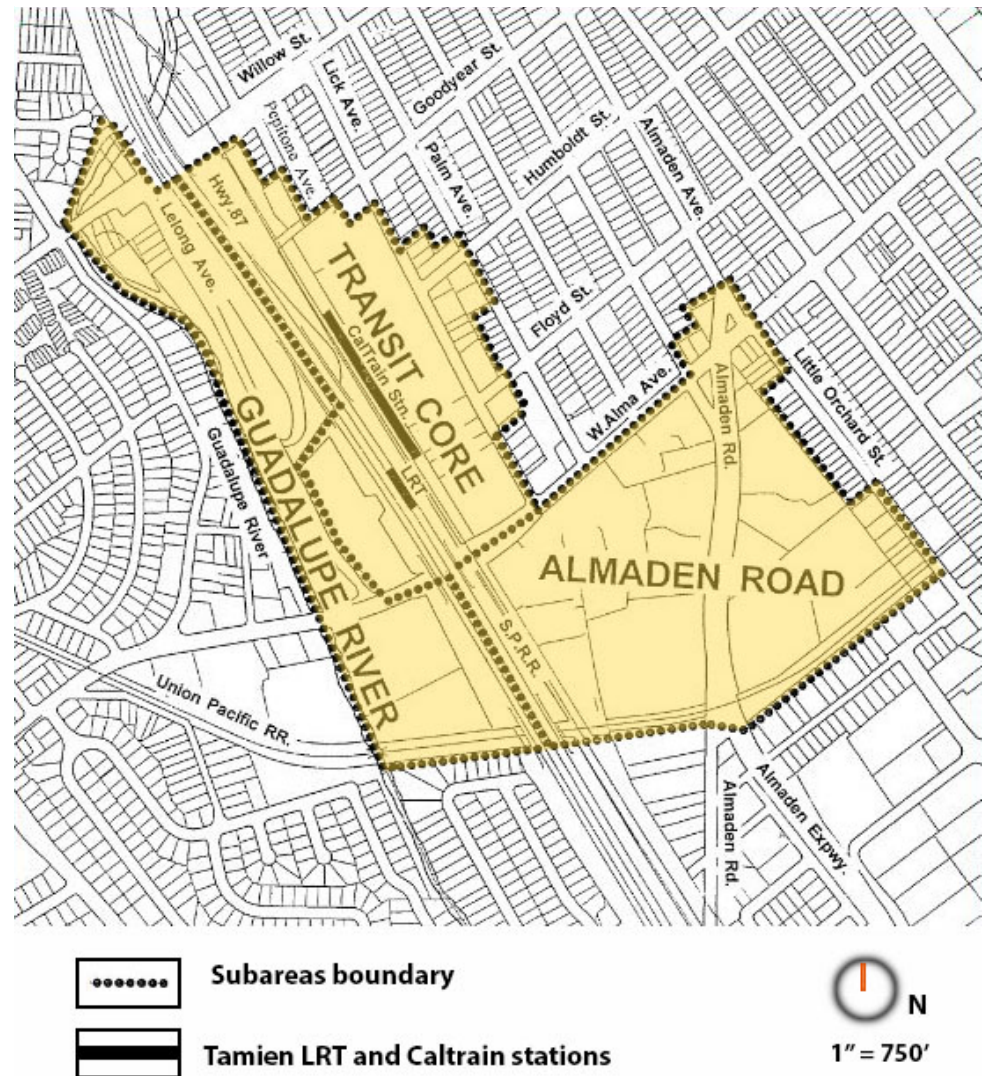 Willow St.
Lick Ave.
Goodyear St.
Pepitone Ave.
Palm Ave.
Humboldt St.
Almaden Ave.
Hwy.87
Lelong Ave.
TRANSIT CORE
CalTrain Stn.
LRT
Floyd St.
W.Alma Ave.
Almaden Rd.
Little Orchard St.
GUADALUPE RIVER
Guadalupe River
ALMADEN ROAD
S.P.R.R.
Union Pacific RR.
Almaden Rd.
Almaden Expwy.
Subareas boundary
N
Tamien LRT and Caltrain stations
1" = 750'